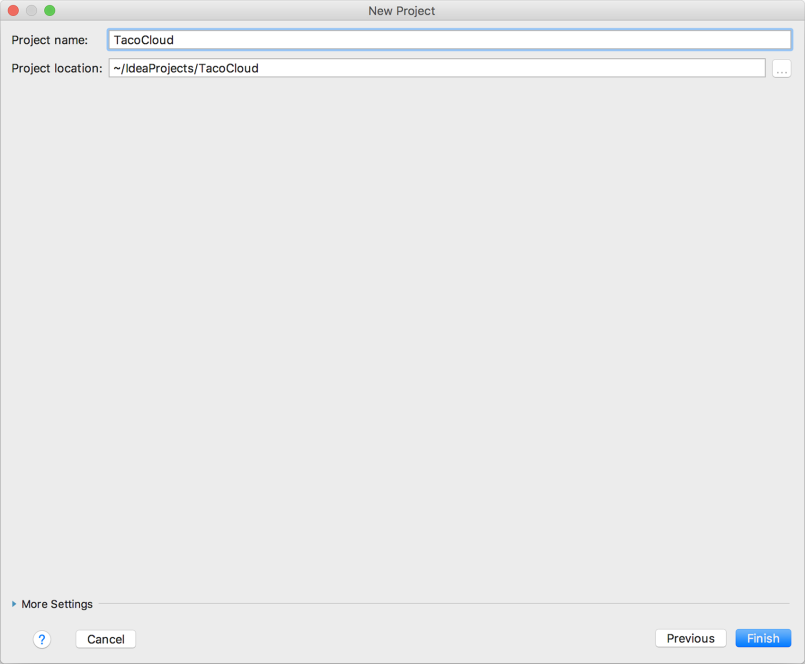 New Project
Project name: TacoCloud
Project location: ~/IdeaProjects/TacoCloud ...
More Settings
? Cancel Previous Finish